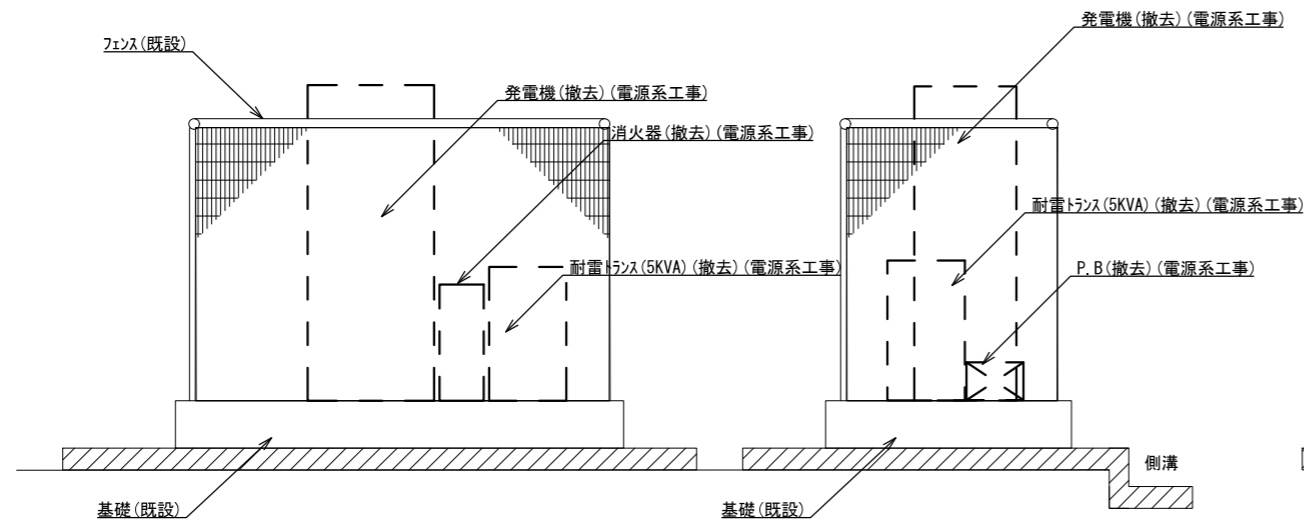 発電機(撤去)(電源系工事)
フェンス(既設)
発電機(撤去)(電源系工事)
消火器(撤去)(電源系工事)
耐雷トランス(5KVA)(撤去)(電源系工事)
耐雷トランス(5KVA)(撤去)(電源系工事)
P.B(撤去)(電源系工事)
側溝
基礎(既設)
基礎(既設)